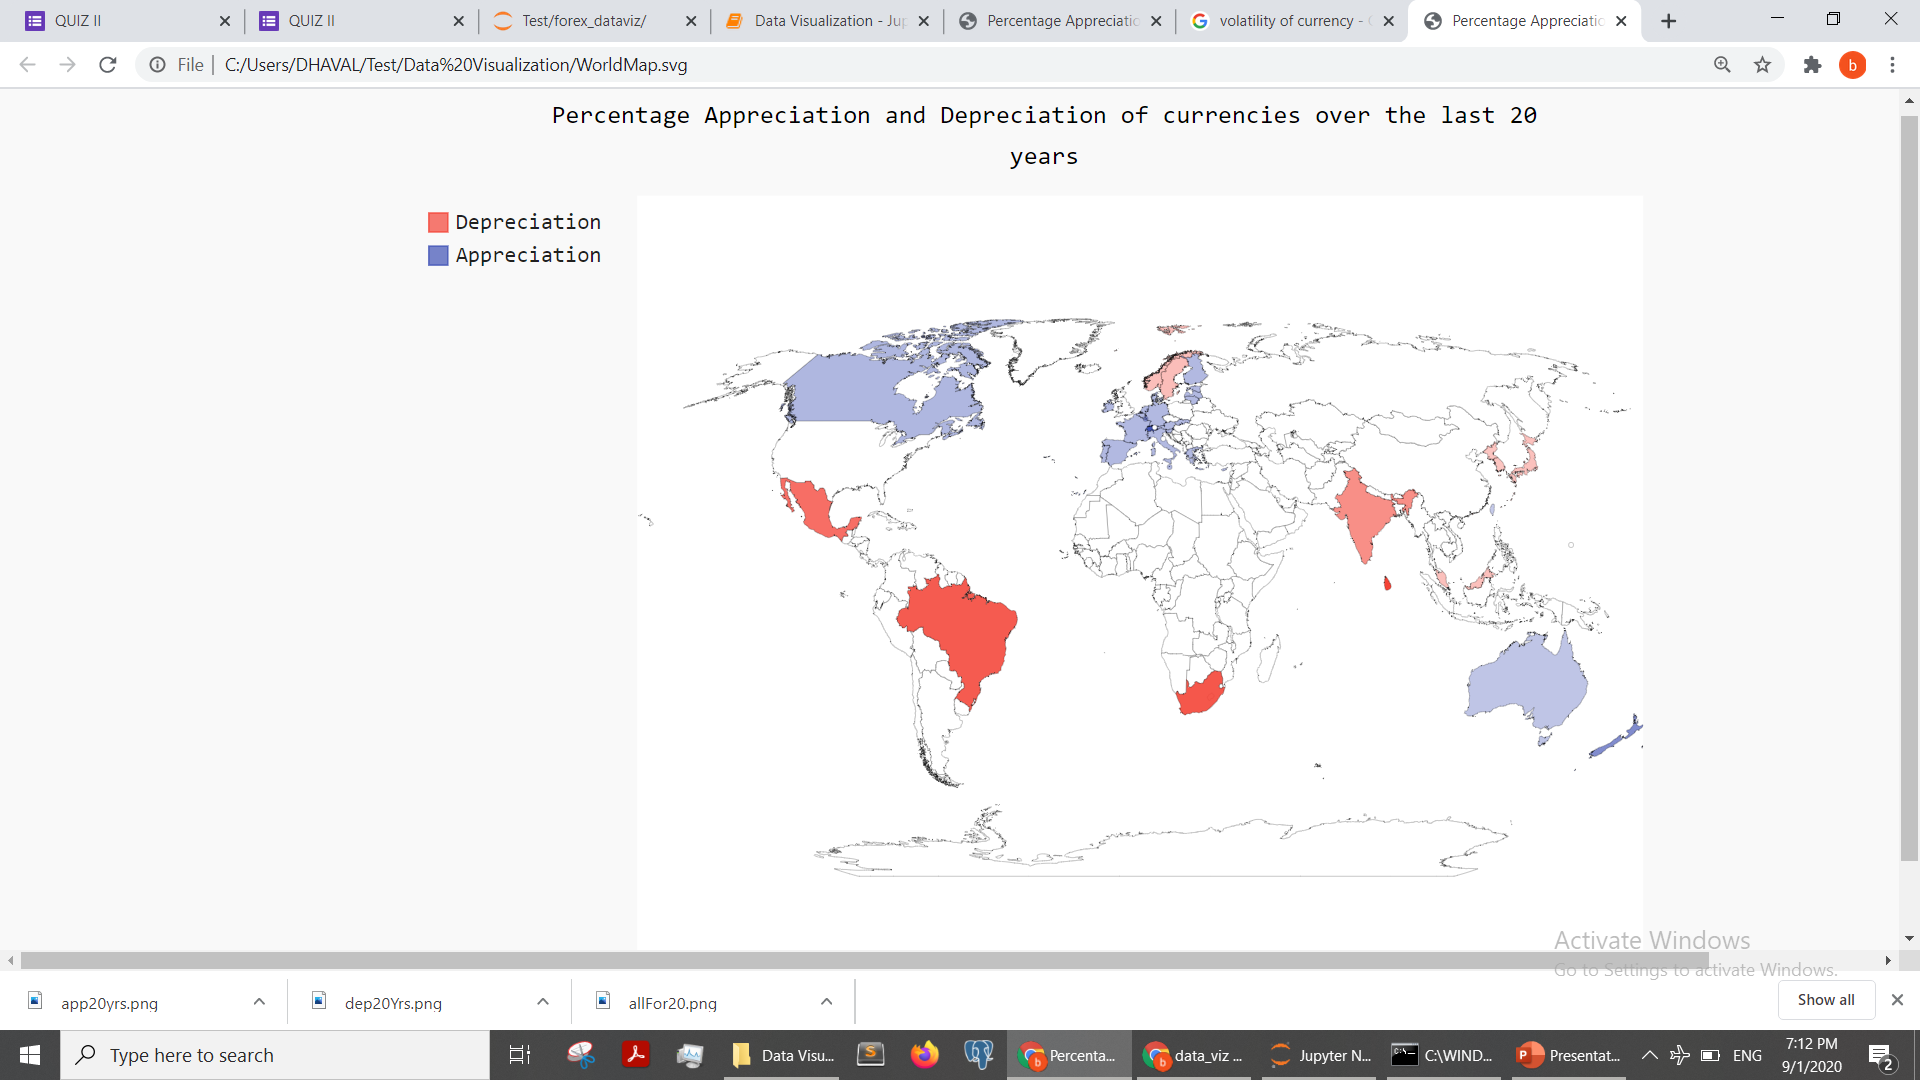 QUIZ II
QUIZ II
Test/forex_dataviz/
Data Visualization - Jup
Percentage Appreciatio
volatility of currency -
Percentage Appreciatio
File
C:/Users/DHAVAL/Test/Data%20Visualization/WorldMap.svg
b
Percentage Appreciation and Depreciation of currencies over the last 20
years
Depreciation
Appreciation
Activate Windows
Go to Settings to activate Windows.
app20yrs.png
dep20Yrs.png
allFor20.png
Show all
Type here to search
Data Visu...
Percenta...
data_viz ...
Jupyter N...
C:\WIND...
Presentat...
ENG
7:12 PM
9/1/2020
2